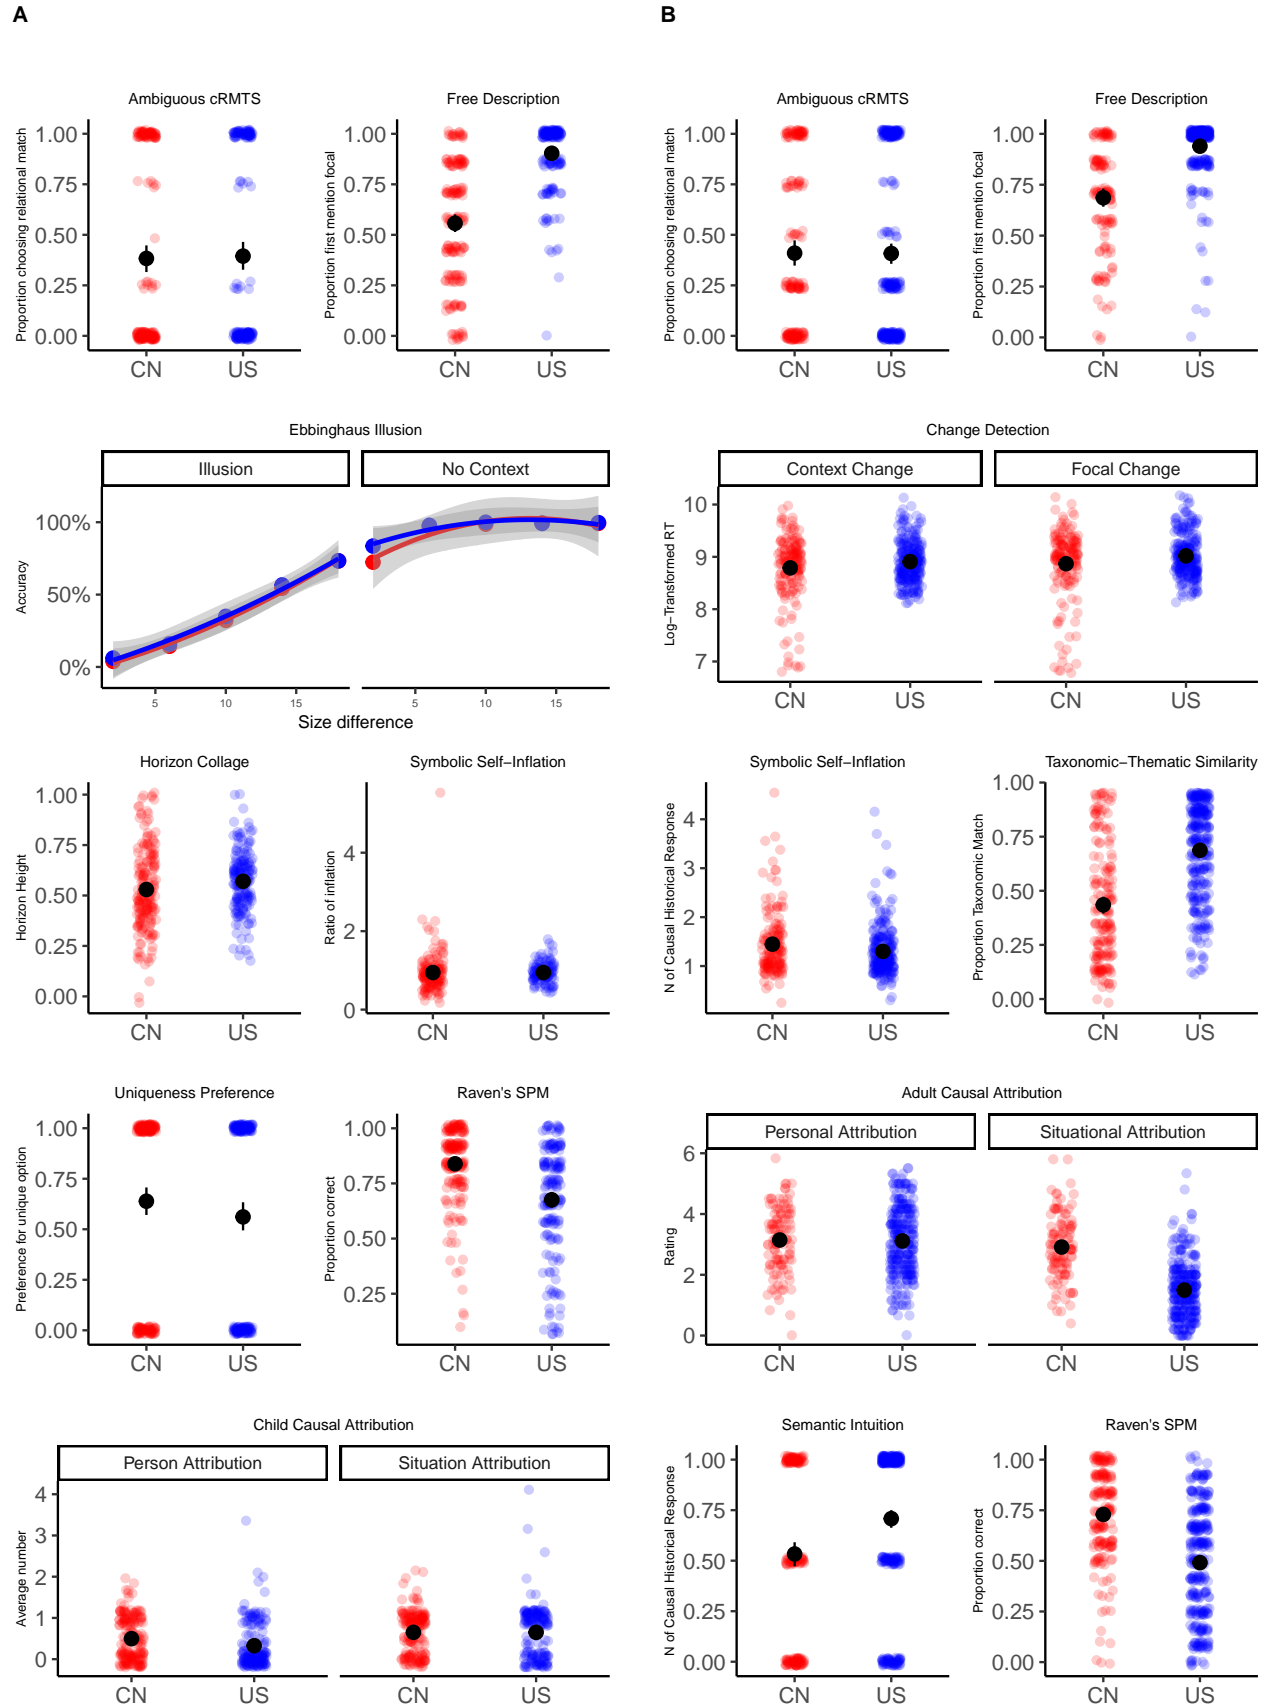 A
B
Ambiguous cRMTS
Free Description
Ambiguous cRMTS
Free Description
Proportion choosing relational match
1.00
0.75
0.50
0.25
0.00
CN US
Proportion first mention focal
1.00
0.75
0.50
0.25
0.00
CN US
Proportion choosing relational match
1.00
0.75
0.50
0.25
0.00
CN US
Proportion first mention focal
1.00
0.75
0.50
0.25
0.00
CN US
Ebbinghaus Illusion
Illusion
No Context
Accuracy
100%
50%
0%
5 10 15
5 10 15
Size difference
Change Detection
Context Change
Focal Change
Log−Transformed RT
10
9
8
7
CN US
CN US
Horizon Collage
Horizon Height
1.00
0.75
0.50
0.25
0.00
CN US
Symbolic Self−Inflation
Ratio of inflation
4
2
0
CN US
Symbolic Self−Inflation
N of Causal Historical Response
4
3
2
1
CN US
Taxonomic−Thematic Similarity
Proportion Taxonomic Match
1.00
0.75
0.50
0.25
0.00
CN US
Uniqueness Preference
Preference for unique option
1.00
0.75
0.50
0.25
0.00
CN US
Raven's SPM
Proportion correct
1.00
0.75
0.50
0.25
CN US
Adult Causal Attribution
Personal Attribution
Situational Attribution
Rating
6
4
2
0
CN US
CN US
Child Causal Attribution
Person Attribution
Situation Attribution
Average number
4
3
2
1
0
CN US
CN US
Semantic Intuition
N of Causal Historical Response
1.00
0.75
0.50
0.25
0.00
CN US
Raven's SPM
Proportion correct
1.00
0.75
0.50
0.25
0.00
CN US